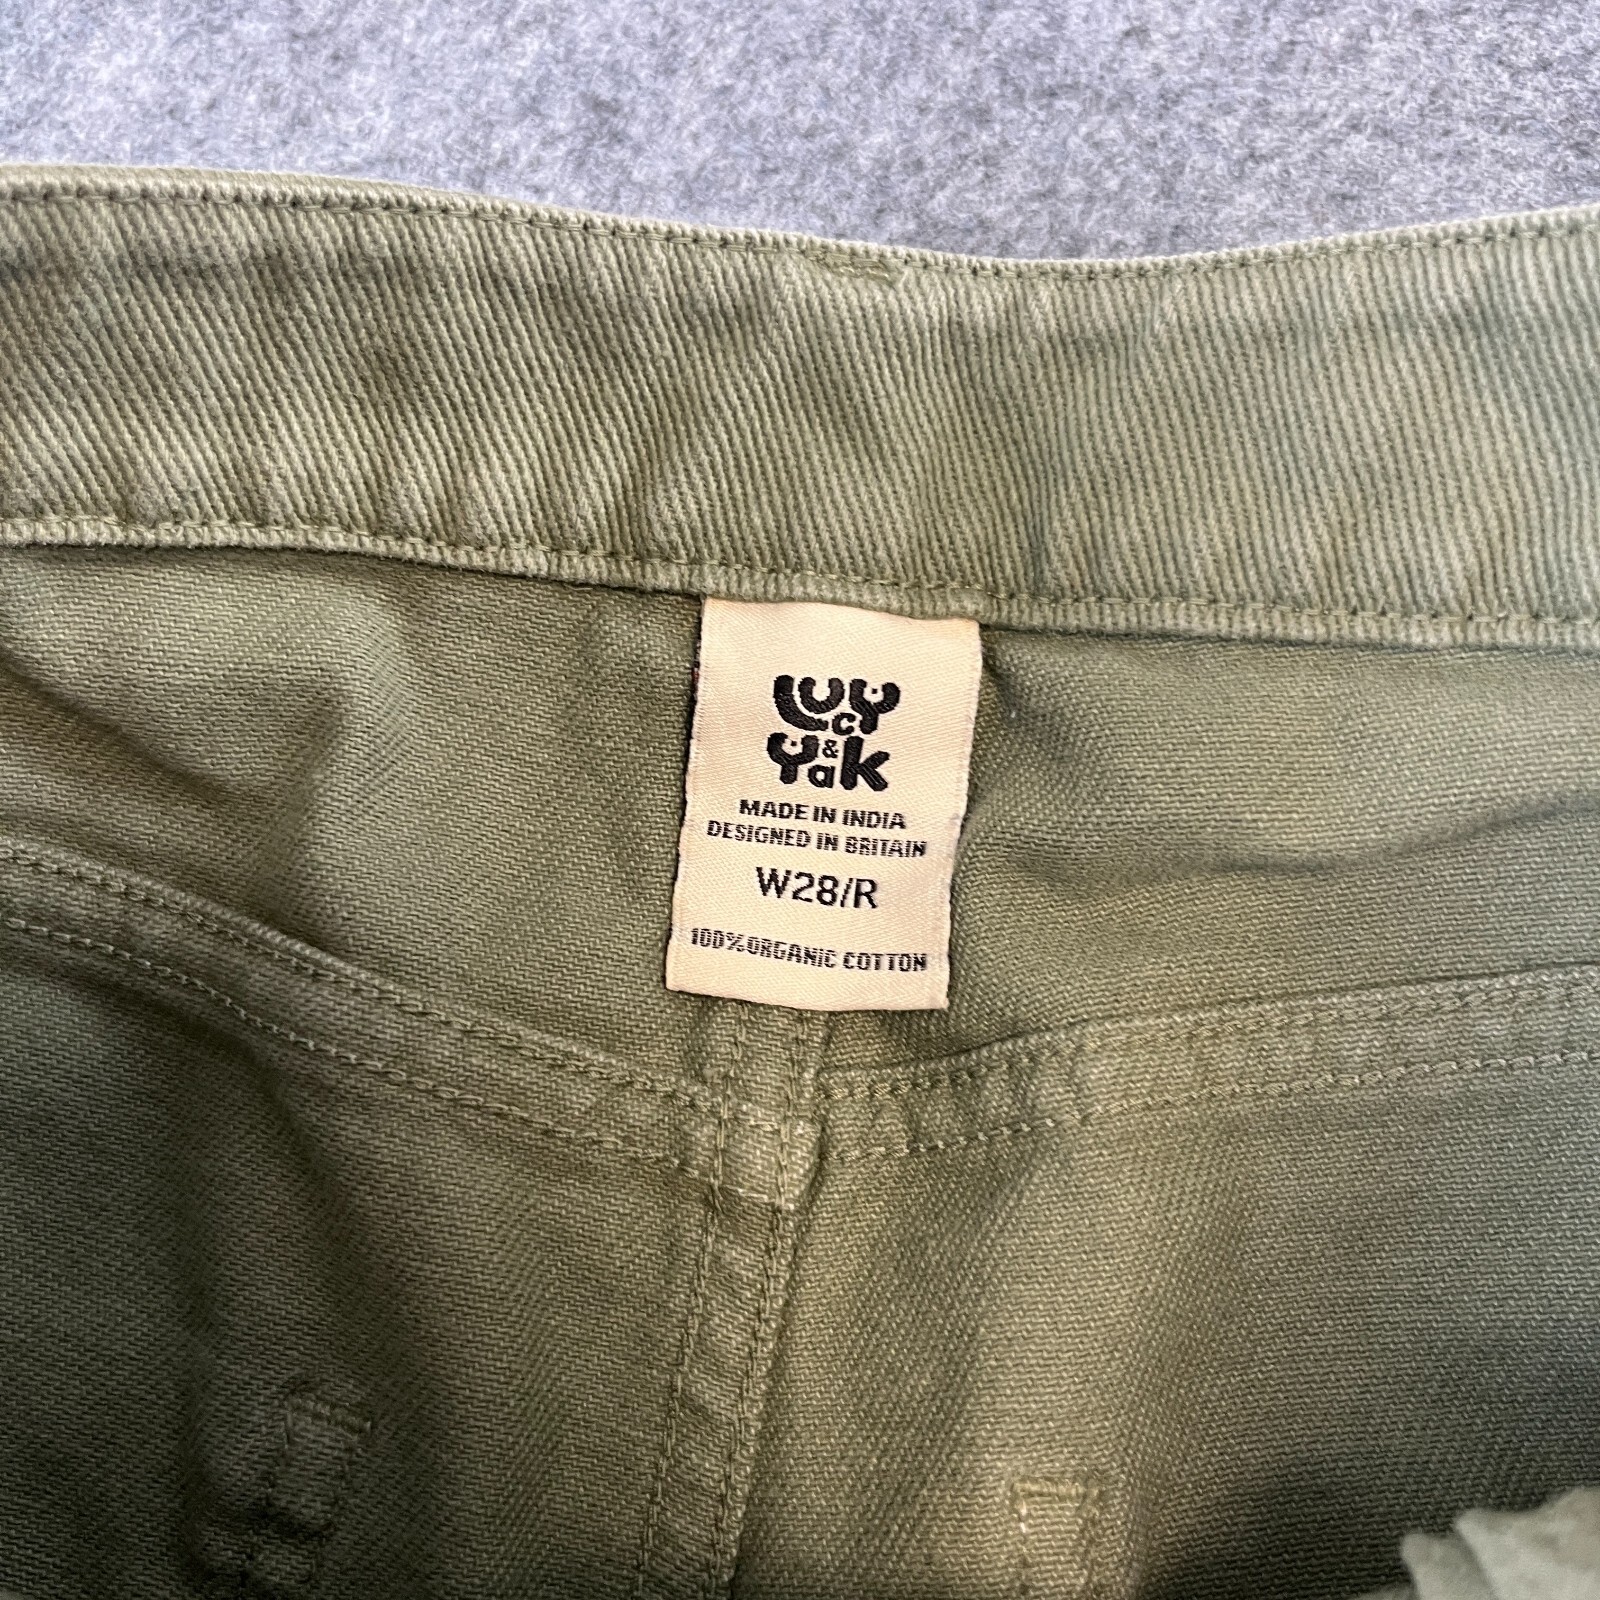 LUCY
& Yak
MADE IN INDIA
DESIGNED IN BRITAIN
W28/R
100% ORGANIC COTTON